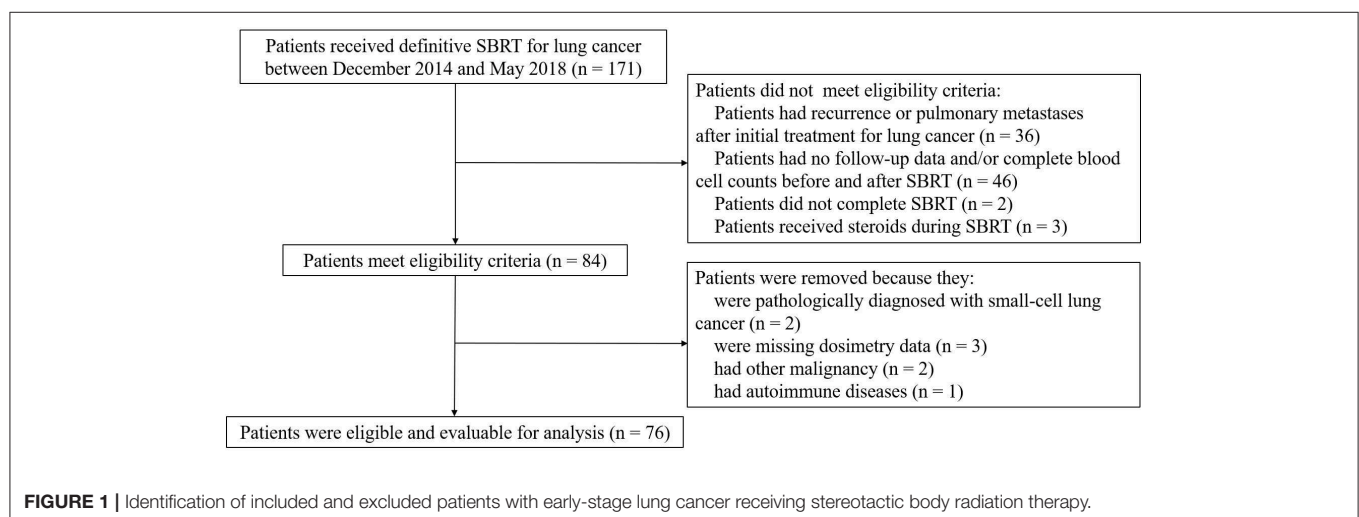 Patients received definitive SBRT for lung cancer
between December 2014 and May 2018 (n = 171)
Patients did not meet eligibility criteria:
Patients had recurrence or pulmonary metastases
after initial treatment for lung cancer (n = 36)
Patients had no follow-up data and/or complete blood
cell counts before and after SBRT (n = 46)
Patients did not complete SBRT (n = 2)
Patients received steroids during SBRT (n = 3)
Patients meet eligibility criteria (n = 84)
Patients were removed because they:
were pathologically diagnosed with small-cell lung
cancer (n = 2)
were missing dosimetry data (n = 3)
had other malignancy (n = 2)
had autoimmune diseases (n = 1)
Patients were eligible and evaluable for analysis (n = 76)
FIGURE 1 | Identification of included and excluded patients with early-stage lung cancer receiving stereotactic body radiation therapy.